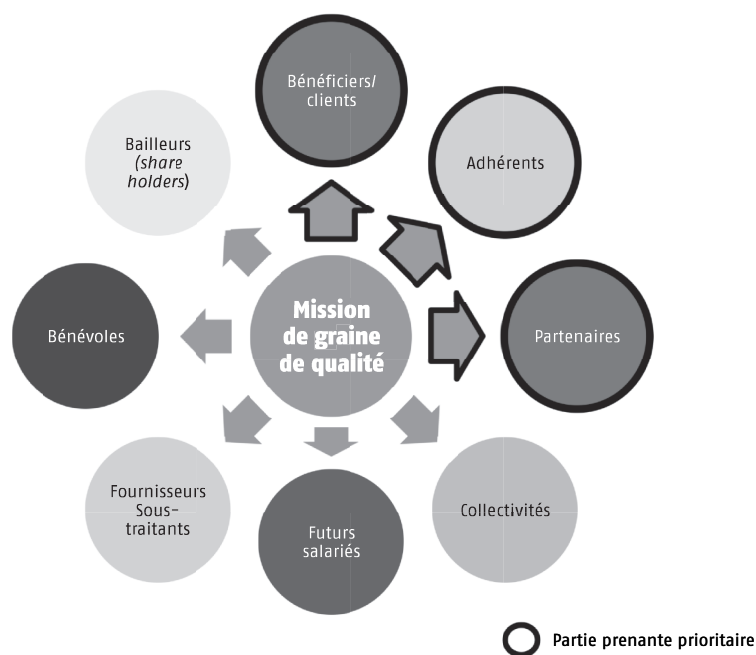 Bénéficiers/
clients
Bailleurs
(share
holders)
Adhérents
Mission
de graine
de qualité
Bénévoles
Partenaires
Fournisseurs
Sous-
traitants
Futurs
salariés
Collectivités
Partie prenante prioritaire